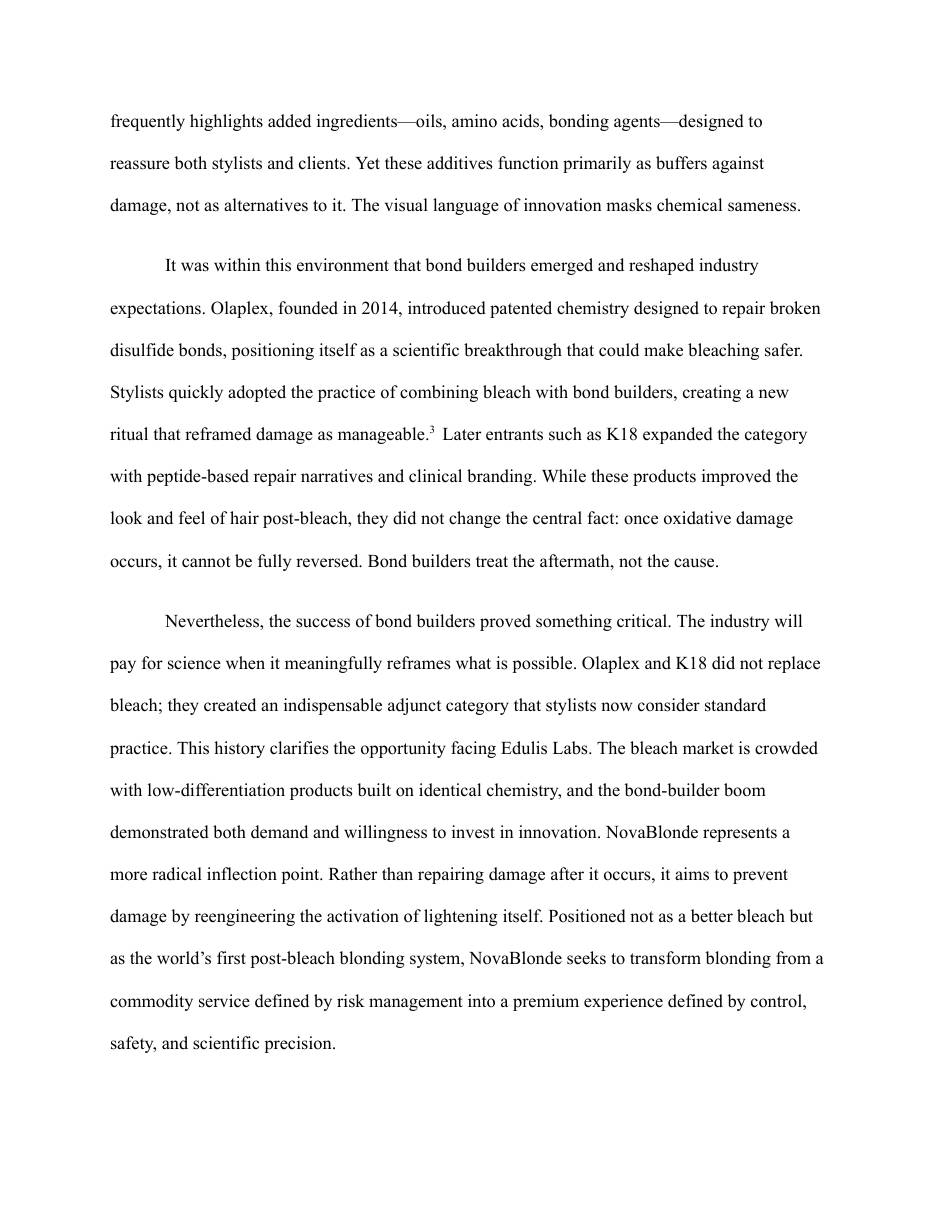 frequently highlights added ingredients—oils, amino acids, bonding agents—designed to
reassure both stylists and clients. Yet these additives function primarily as buffers against
damage, not as alternatives to it. The visual language of innovation masks chemical sameness.
It was within this environment that bond builders emerged and reshaped industry
expectations. Olaplex, founded in 2014, introduced patented chemistry designed to repair broken
disulfide bonds, positioning itself as a scientific breakthrough that could make bleaching safer.
Stylists quickly adopted the practice of combining bleach with bond builders, creating a new
ritual that reframed damage as manageable.³ Later entrants such as K18 expanded the category
with peptide-based repair narratives and clinical branding. While these products improved the
look and feel of hair post-bleach, they did not change the central fact: once oxidative damage
occurs, it cannot be fully reversed. Bond builders treat the aftermath, not the cause.
Nevertheless, the success of bond builders proved something critical. The industry will
pay for science when it meaningfully reframes what is possible. Olaplex and K18 did not replace
bleach; they created an indispensable adjunct category that stylists now consider standard
practice. This history clarifies the opportunity facing Edulis Labs. The bleach market is crowded
with low-differentiation products built on identical chemistry, and the bond-builder boom
demonstrated both demand and willingness to invest in innovation. NovaBlonde represents a
more radical inflection point. Rather than repairing damage after it occurs, it aims to prevent
damage by reengineering the activation of lightening itself. Positioned not as a better bleach but
as the world’s first post-bleach blonding system, NovaBlonde seeks to transform blonding from a
commodity service defined by risk management into a premium experience defined by control,
safety, and scientific precision.